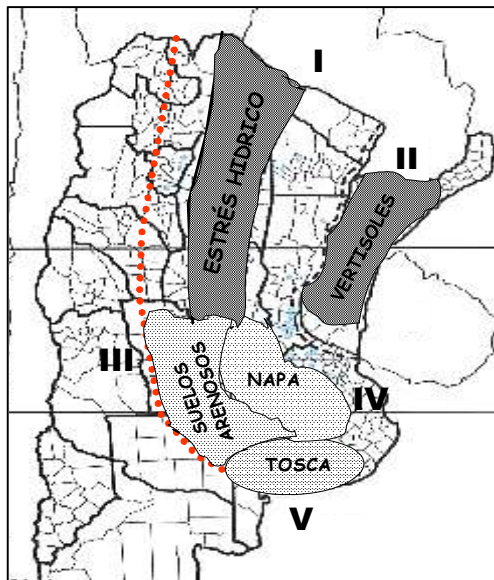 I
II
ESTRÉS HIDRICO
VERTISOLES
III
SUELOS
ARENOSOS
NAPA
IV
TOSCA
V